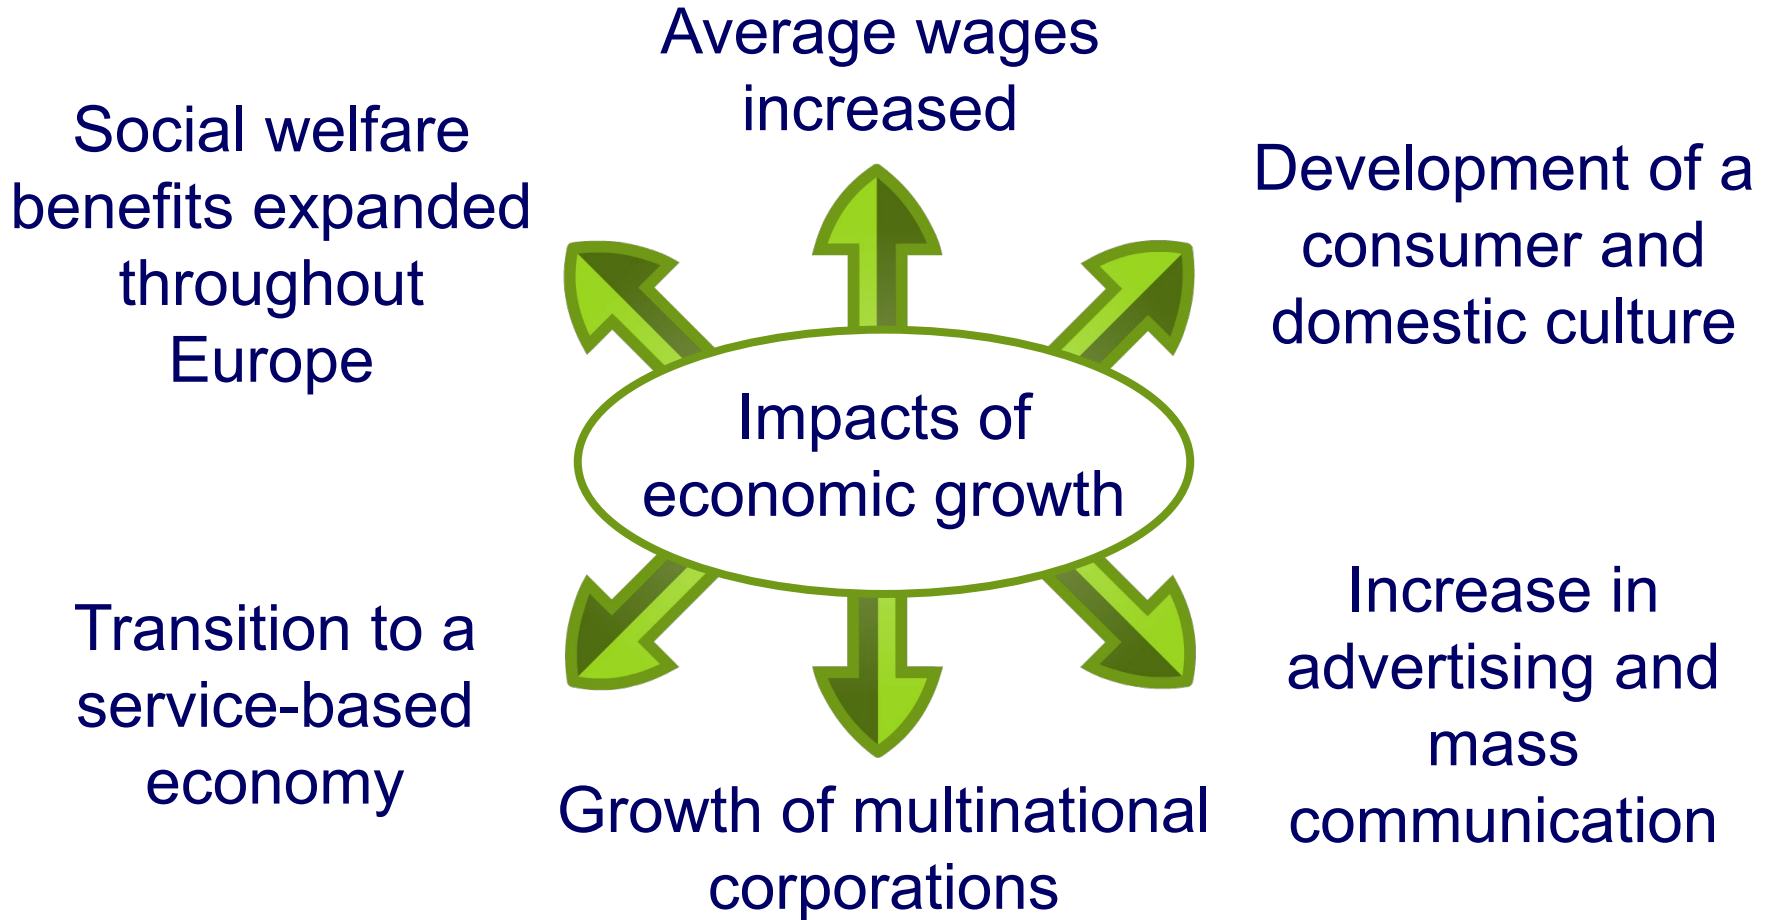 Average wages
increased
Social welfare
benefits expanded
throughout
Europe
Development of a
consumer and
domestic culture
Impacts of
economic growth
Transition to a
service-based
economy
Increase in
advertising and
mass
communication
Growth of multinational
corporations